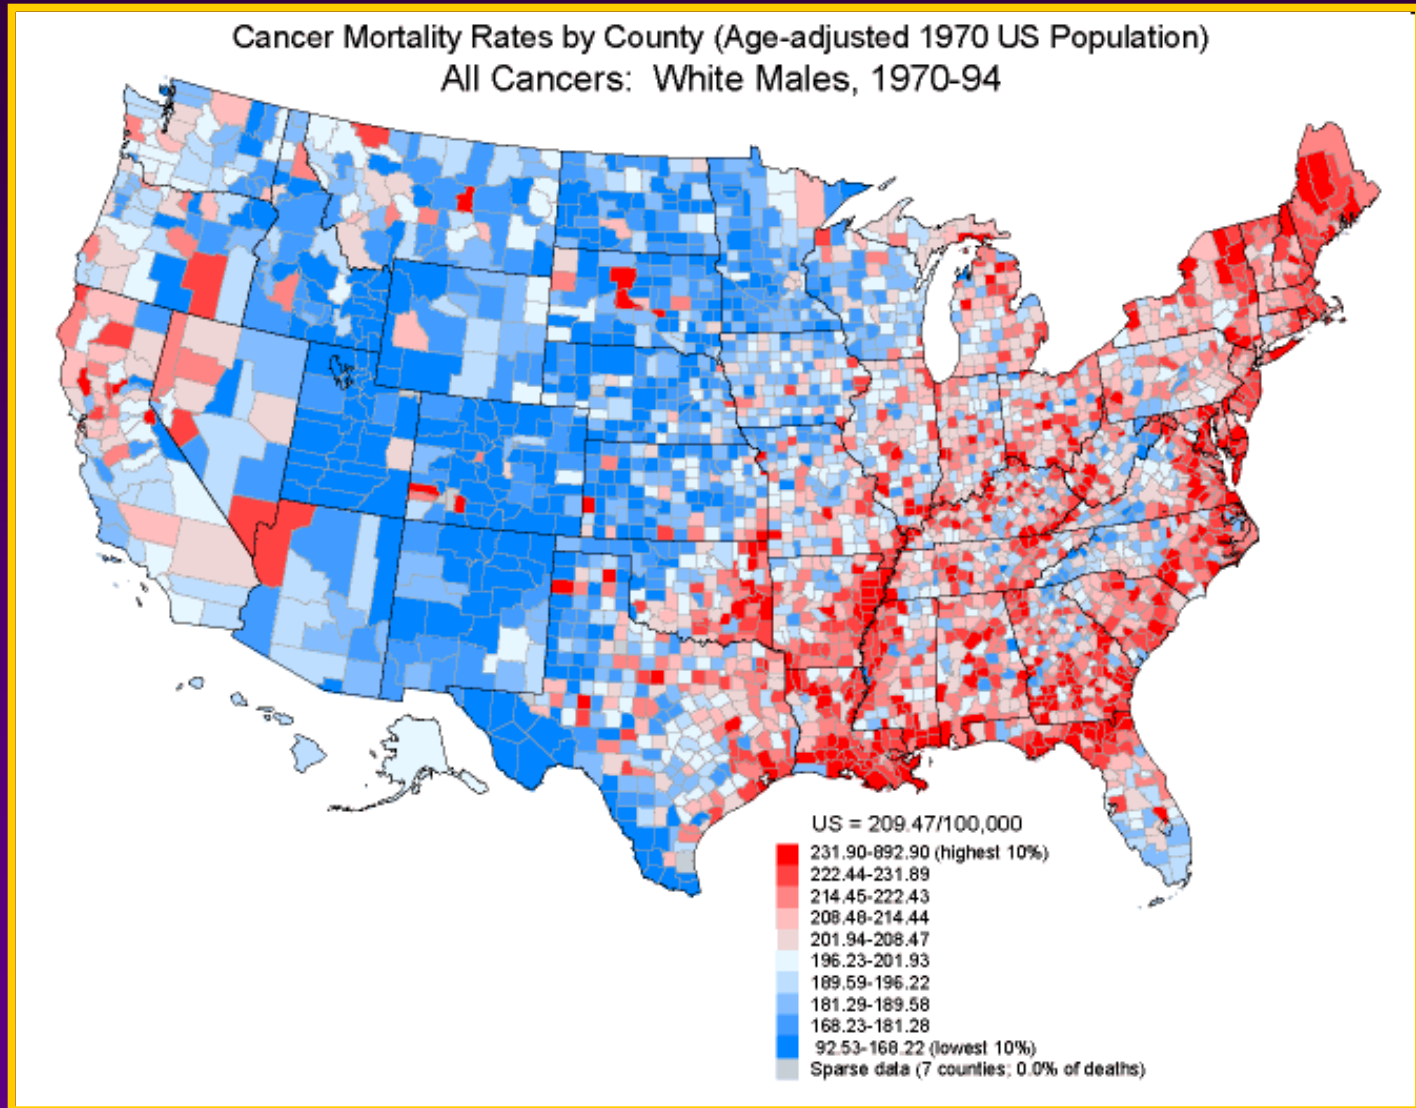 Cancer Mortality Rates by County (Age-adjusted 1970 US Population)
All Cancers: White Males, 1970-94
US = 209.47/100,000
231.90-892.90 (highest 10%)
222.44-231.89
214.45-222.43
208.48-214.44
201.94-208.47
196.23-201.93
189.59-196.22
181.29-189.58
168.23-181.28
92.53-168.22 (lowest 10%)
Sparse data (7 counties; 0.0% of deaths)